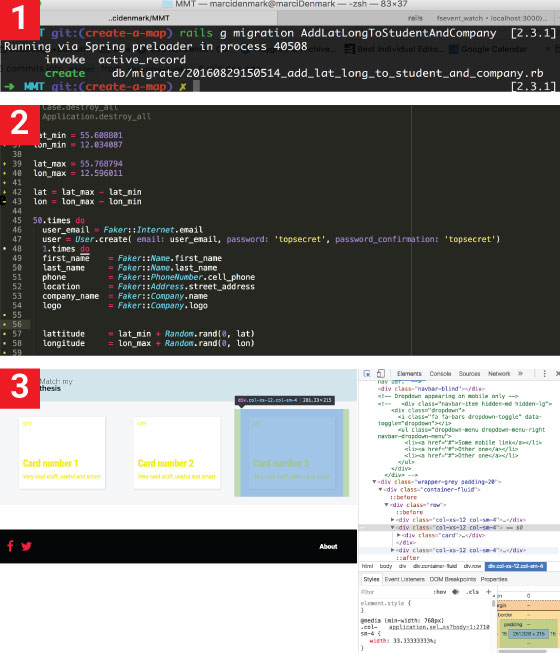 1
MMT — marcidenmark@marciDenmark — -zsh — 83×37
..cidenmark/MMT
rails
fsevent_watch • localhost:3000/...
MMT git:(create-a-map) rails g migration AddLatLongToStudentAndCompany [2.3.1]
Running via Spring preloader in process 40508
invoke active_record
create db/migrate/20160829150514_add_lat_long_to_student_and_company.rb
➜ MMT git:(create-a-map) ✗ [2.3.1]
2
Case.destroy_all
Application.destroy_all
lat_min = 55.608801
37 lon_min = 12.034087
38
39 lat_max = 55.768794
40 lon_max = 12.596011
41
42 lat = lat_max - lat_min
43 lon = lon_max - lon_min
44
45 50.times do
46 user_email = Faker::Internet.email
47 user = User.create( email: user_email, password: 'topsecret', password_confirmation: 'topsecret')
48 1.times do
49 first_name = Faker::Name.first_name
50 last_name = Faker::Name.last_name
51 phone = Faker::PhoneNumber.cell_phone
52 location = Faker::Address.street_address
53 company_name = Faker::Company.name
54 logo = Faker::Company.logo
55
56
57 lattitude = lat_min + Random.rand(0, lat)
58 longitude = lon_max + Random.rand(0, lon)
59
3
Match my
thesis
div.col-xs-12.col-sm-4 | 281.33×215
Card number 1
Very cool stuff, useful and smart
Card number 2
Very cool stuff, useful and smart
Card number 3
Very cool stuff, useful and smart
About
Elements Console Sources Network »
nav-bar" -->
<div class="navbar-blind"></div>
<!-- Dropdown appearing on mobile only -->
<!-- <div class="navbar-item hidden-md hidden-lg">
<div class="dropdown">
<i class="fa fa-bars dropdown-toggle" data-
toggle="dropdown"></i>
<ul class="dropdown-menu dropdown-menu-right
navbar-dropdown-menu">
<li><a href="#">Some mobile link</a></li>
<li><a href="#">Other one</a></li>
<li><a href="#">Other one</a></li>
</ul>
</div>
</div> -->
<div class="wrapper-grey padding-20">
<div class="container-fluid">
::before
<div class="row">
::before
<div class="col-xs-12 col-sm-4">…</div>
<div class="col-xs-12 col-sm-4"> == $0
<div class="card">…</div>
</div>
<div class="col-xs-12 col-sm-4">…</div>
::after
html body div div.container-fluid div.row div.col-xs-12.col-sm-4
Styles Event Listeners DOM Breakpoints Properties
Filter :hov .cls +
element.style {
}
@media (min-width: 768px)
.col- application.sel…ss?body=1:2710
sm-4 {
width: 33.33333333%;
}
padding
15 251.328 x 215 15